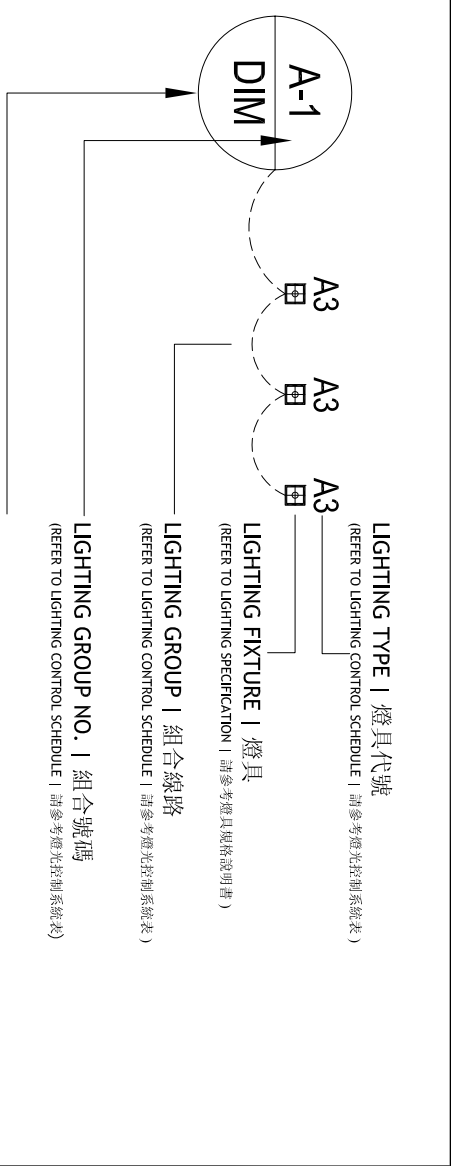 A-1
DIM
A3
A3
A3
LIGHTING TYPE | 燈具代號
(REFER TO LIGHTING CONTROL SCHEDULE | 請參考燈光控制系統表 )
LIGHTING FIXTURE | 燈具
(REFER TO LIGHTING SPECIFICATION | 請參考燈具規格說明書 )
LIGHTING GROUP | 組合線路
(REFER TO LIGHTING CONTROL SCHEDULE | 請參考燈光控制系統表 )
LIGHTING GROUP NO. | 組合號碼
(REFER TO LIGHTING CONTROL SCHEDULE | 請參考燈光控制系統表)